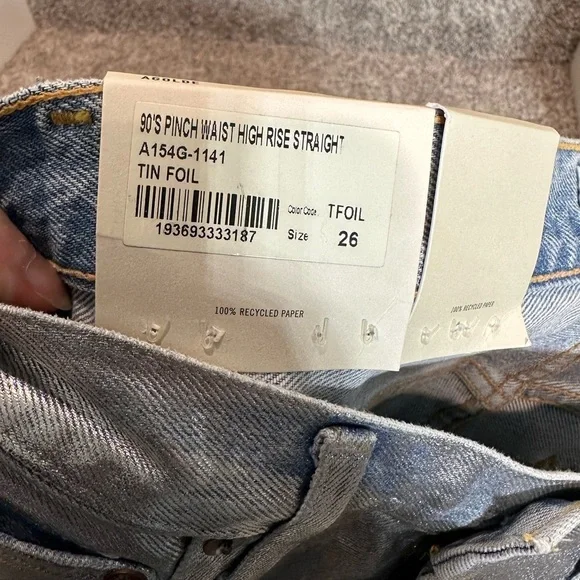 AGOLDE
90'S PINCH WAIST HIGH RISE STRAIGHT
A154G-1141
TIN FOIL
Color Code. TFOIL
193693333187 Size 26
100% RECYCLED PAPER
100% RECYCLED PAPER